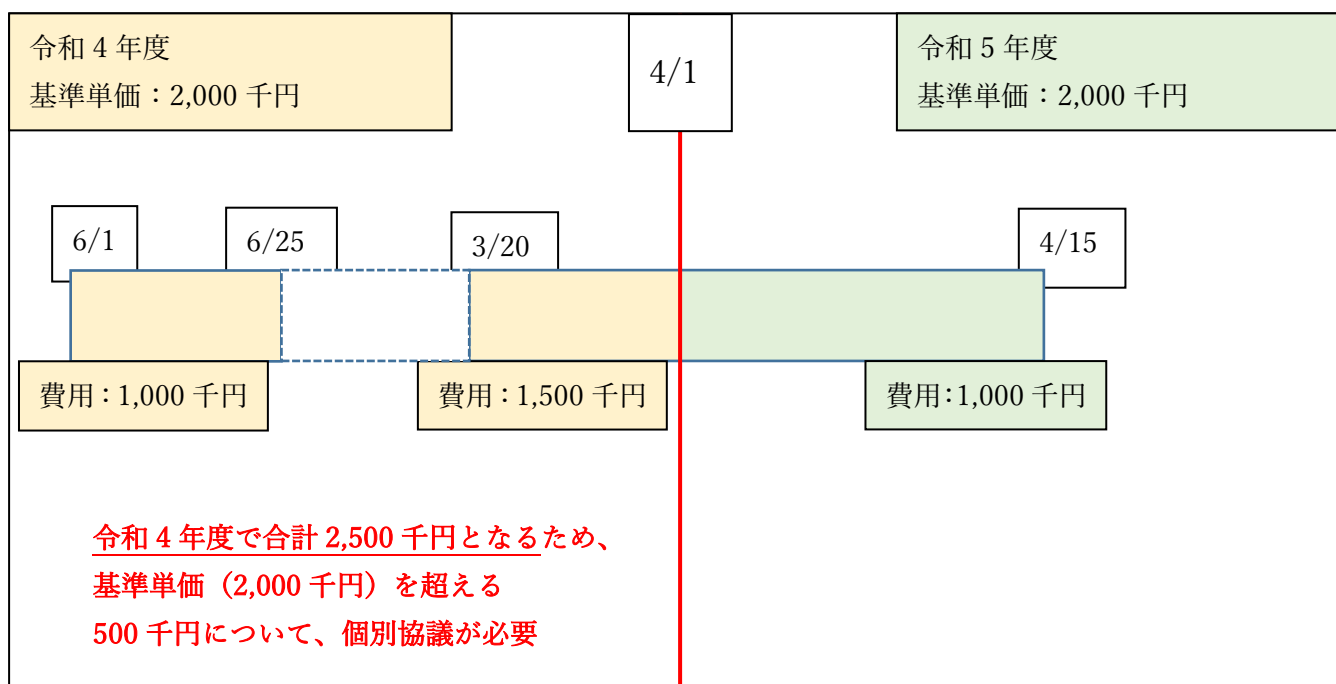 令和 4 年度
基準単価：2,000 千円
4/1
令和 5 年度
基準単価：2,000 千円
6/1
6/25
3/20
4/15
費用：1,000 千円
費用：1,500 千円
費用：1,000 千円
令和 4 年度で合計 2,500 千円となるため、
基準単価（2,000 千円）を超える
500 千円について、個別協議が必要